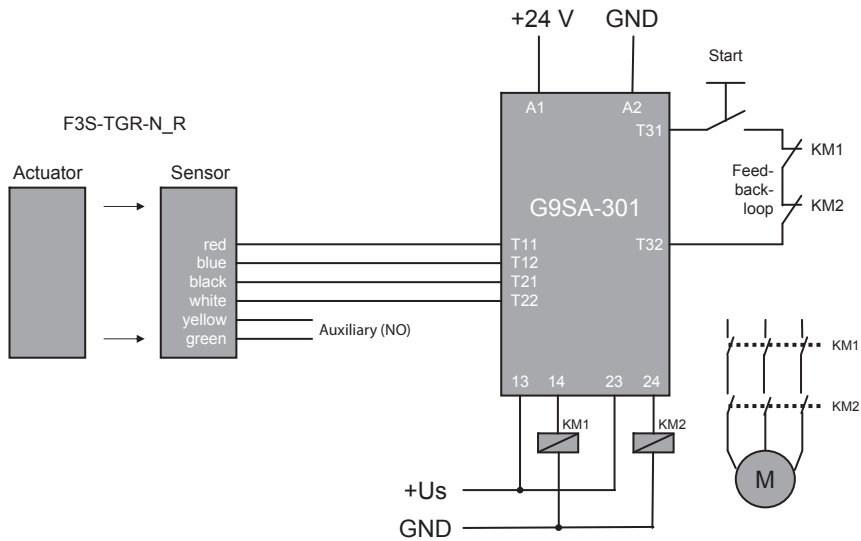 +24 V GND
Start
F3S-TGR-N_R
A1 A2
T31
Actuator Sensor
KM1
Feed-
back-
loop
KM2
G9SA-301
red T11 T32
blue T12
black T21
white T22
yellow
Auxiliary (NO)
green
KM1
13 14 23 24
KM2
KM1 KM2
M
+Us
GND